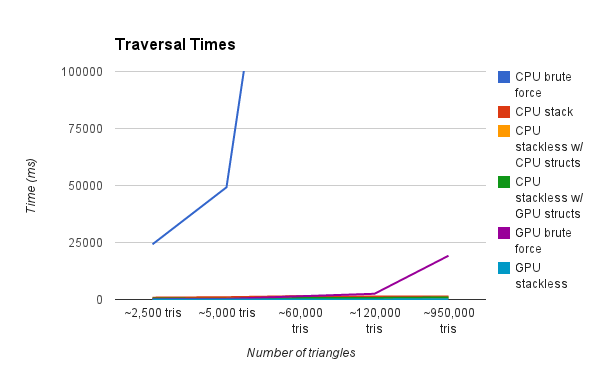 Traversal Times
100000
75000
50000
25000
0
Time (ms)
~2,500 tris
~5,000 tris
~60,000
tris
~120,000
tris
~950,000
tris
Number of triangles
CPU brute
force
CPU stack
CPU
stackless w/
CPU structs
CPU
stackless w/
GPU structs
GPU brute
force
GPU
stackless